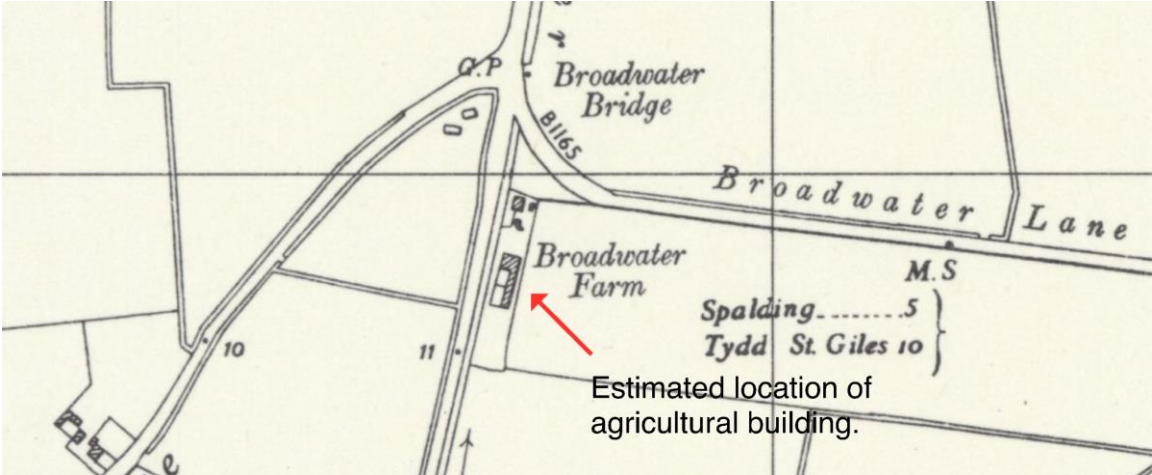 G.P
Broadwater
Bridge
B1165
Broadwater Lane
Broadwater
Farm
M.S
Spalding........5
Tydd St. Giles 10
10
11
Estimated location of
agricultural building.